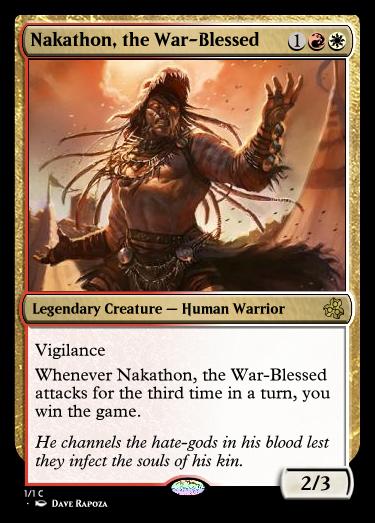 Nakathon, the War-Blessed 1
Legendary Creature — Human Warrior
Vigilance
Whenever Nakathon, the War-Blessed
attacks for the third time in a turn, you
win the game.
He channels the hate-gods in his blood lest
they infect the souls of his kin.
2/3
1/1 C
· Dave Rapoza